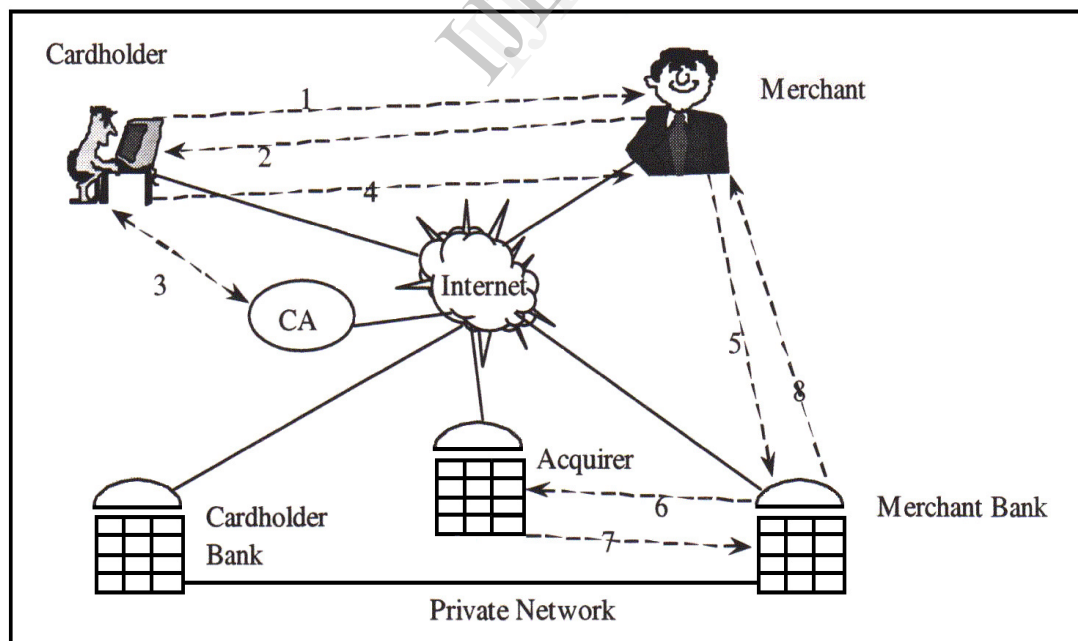 Cardholder
Merchant
1
2
4
3
CA
Internet
5
8
Acquirer
6
7
Cardholder
Bank
Merchant Bank
Private Network